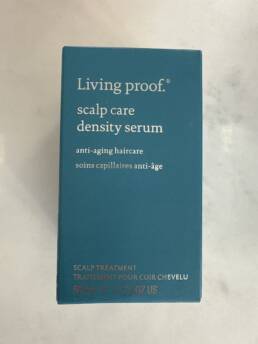 Living proof.®
scalp care
density serum
anti-aging haircare
soins capillaires anti-âge
SCALP TREATMENT
TRAITEMENT POUR CUIR CHEVELU
US